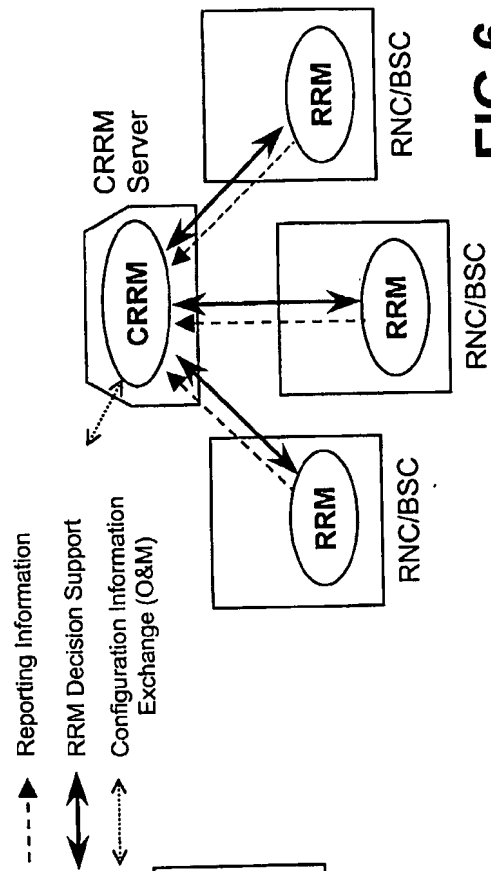 Reporting Information
RRM Decision Support
Configuration Information
Exchange (O&M)
CRRM
Server
CRRM
RRM
RNC/BSC
RRM
RNC/BSC
RRM
RNC/BSC